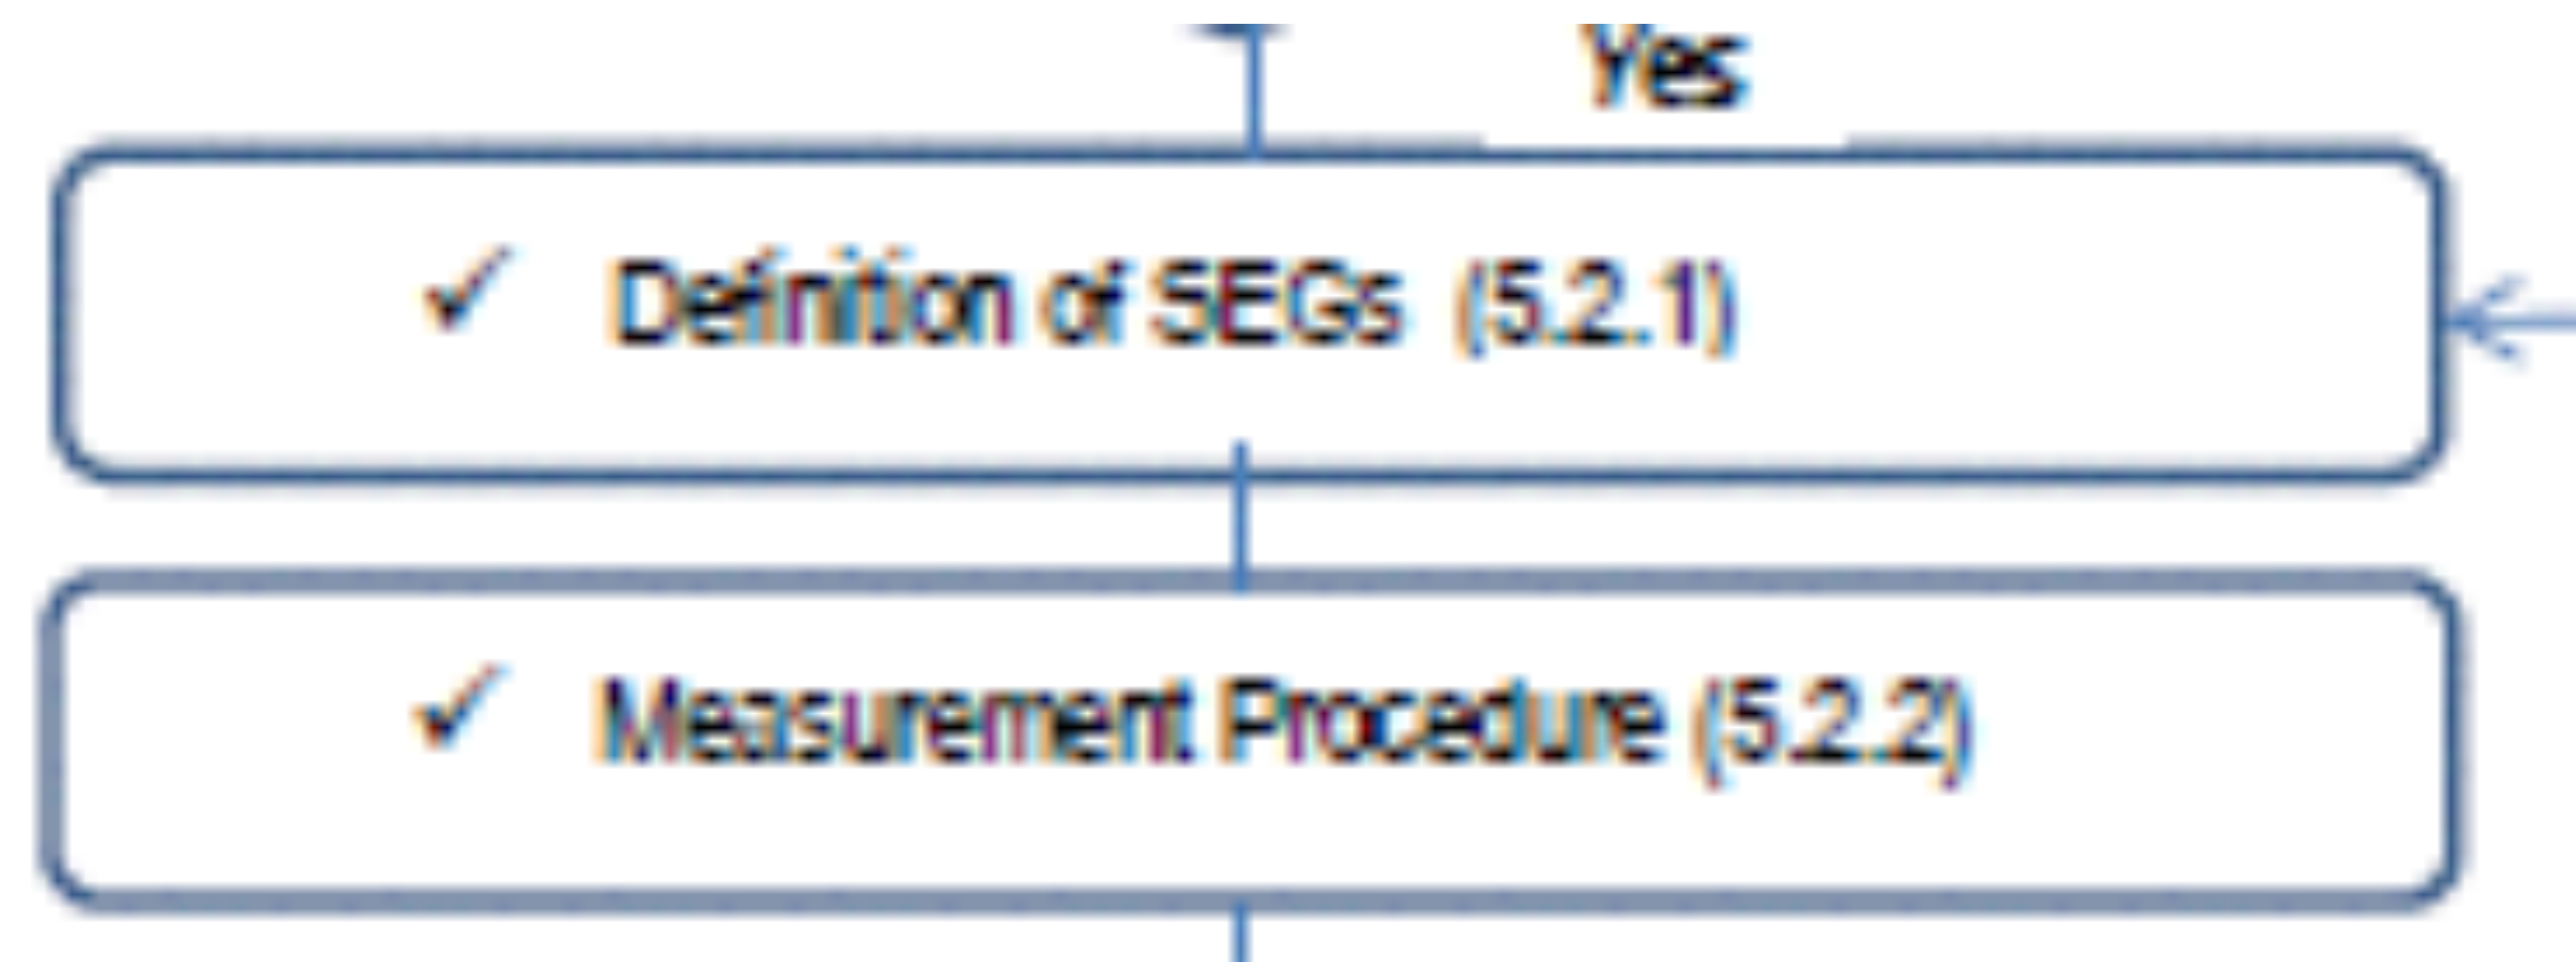 Yes
✓ Definition of SEGs (5.2.1)
✓ Measurement Procedure (5.2.2)